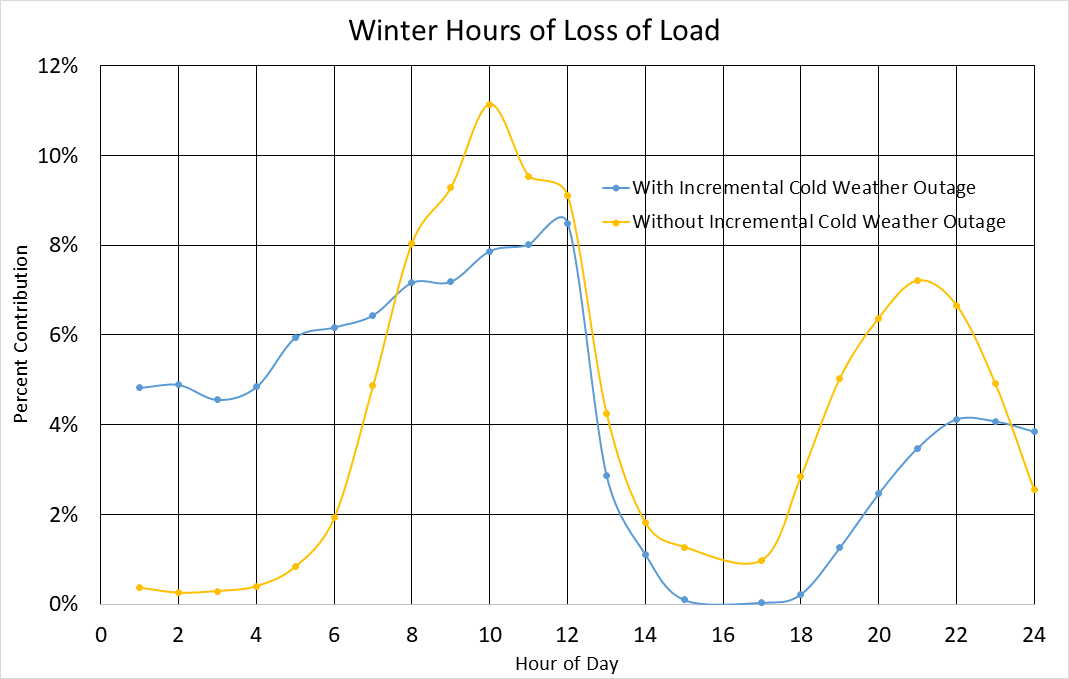 Winter Hours of Loss of Load
12%
10%
8%
6%
4%
2%
0%
Percent Contribution
With Incremental Cold Weather Outage
Without Incremental Cold Weather Outage
0 2 4 6 8 10 12 14 16 18 20 22 24
Hour of Day